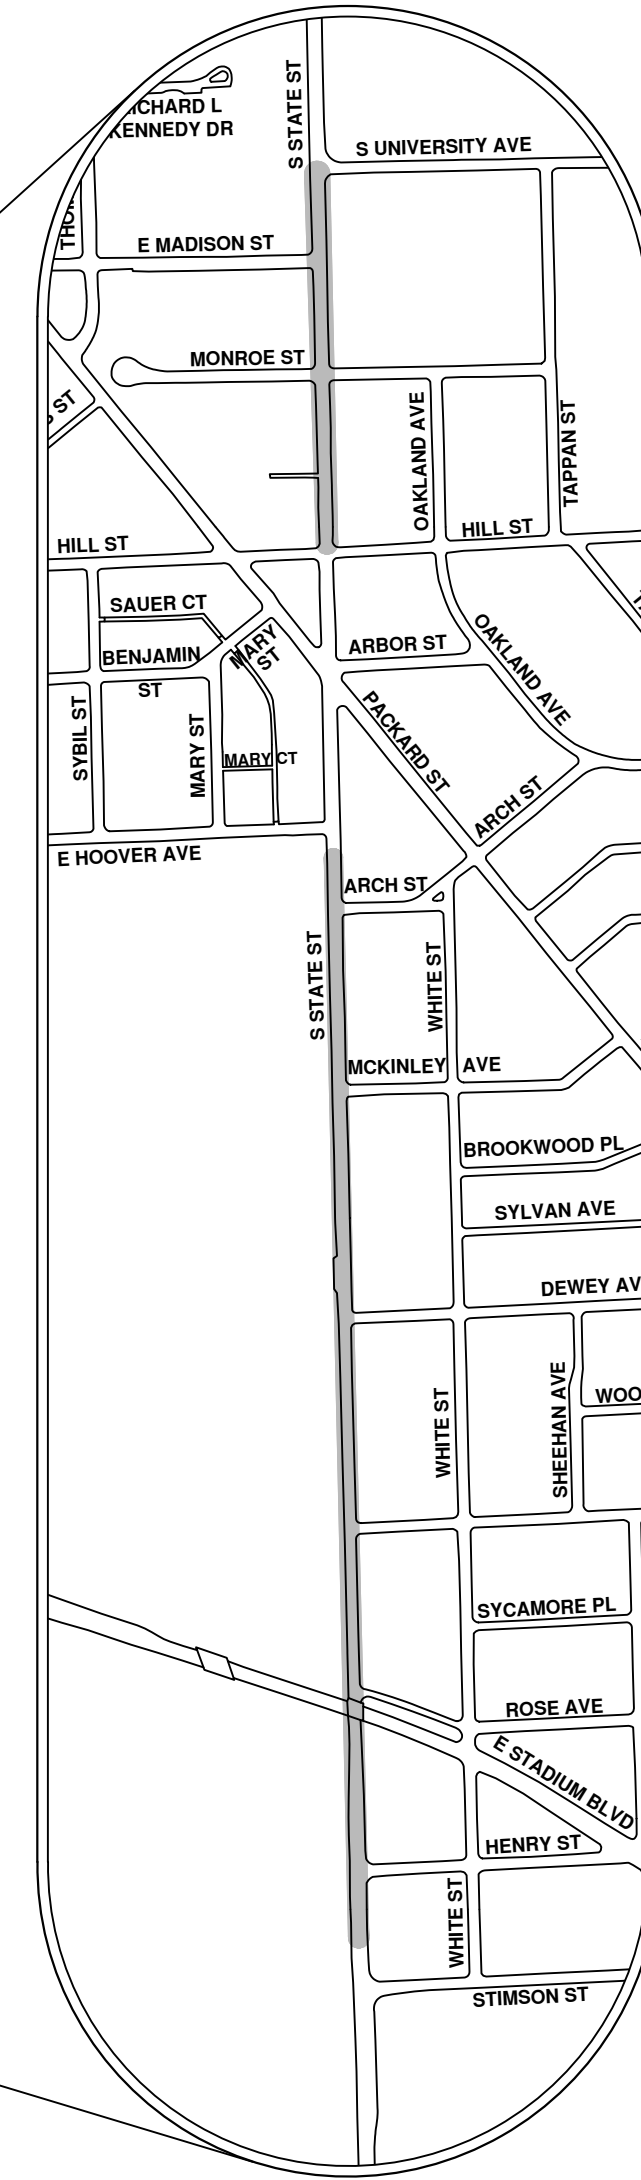 RICHARD L
KENNEDY DR
S STATE ST
S UNIVERSITY AVE
E MADISON ST
MONROE ST
OAKLAND AVE
TAPPAN ST
HILL ST
HILL ST
SAUER CT
MARY
ST
BENJAMIN
ST
ARBOR ST
OAKLAND AVE
SYBIL ST
MARY ST
MARY CT
PACKARD ST
ARCH ST
E HOOVER AVE
ARCH ST
S STATE ST
WHITE ST
MCKINLEY AVE
BROOKWOOD PL
SYLVAN AVE
DEWEY AV
WHITE ST
SHEEHAN AVE
WOO
SYCAMORE PL
ROSE AVE
E STADIUM BLVD
HENRY ST
WHITE ST
STIMSON ST